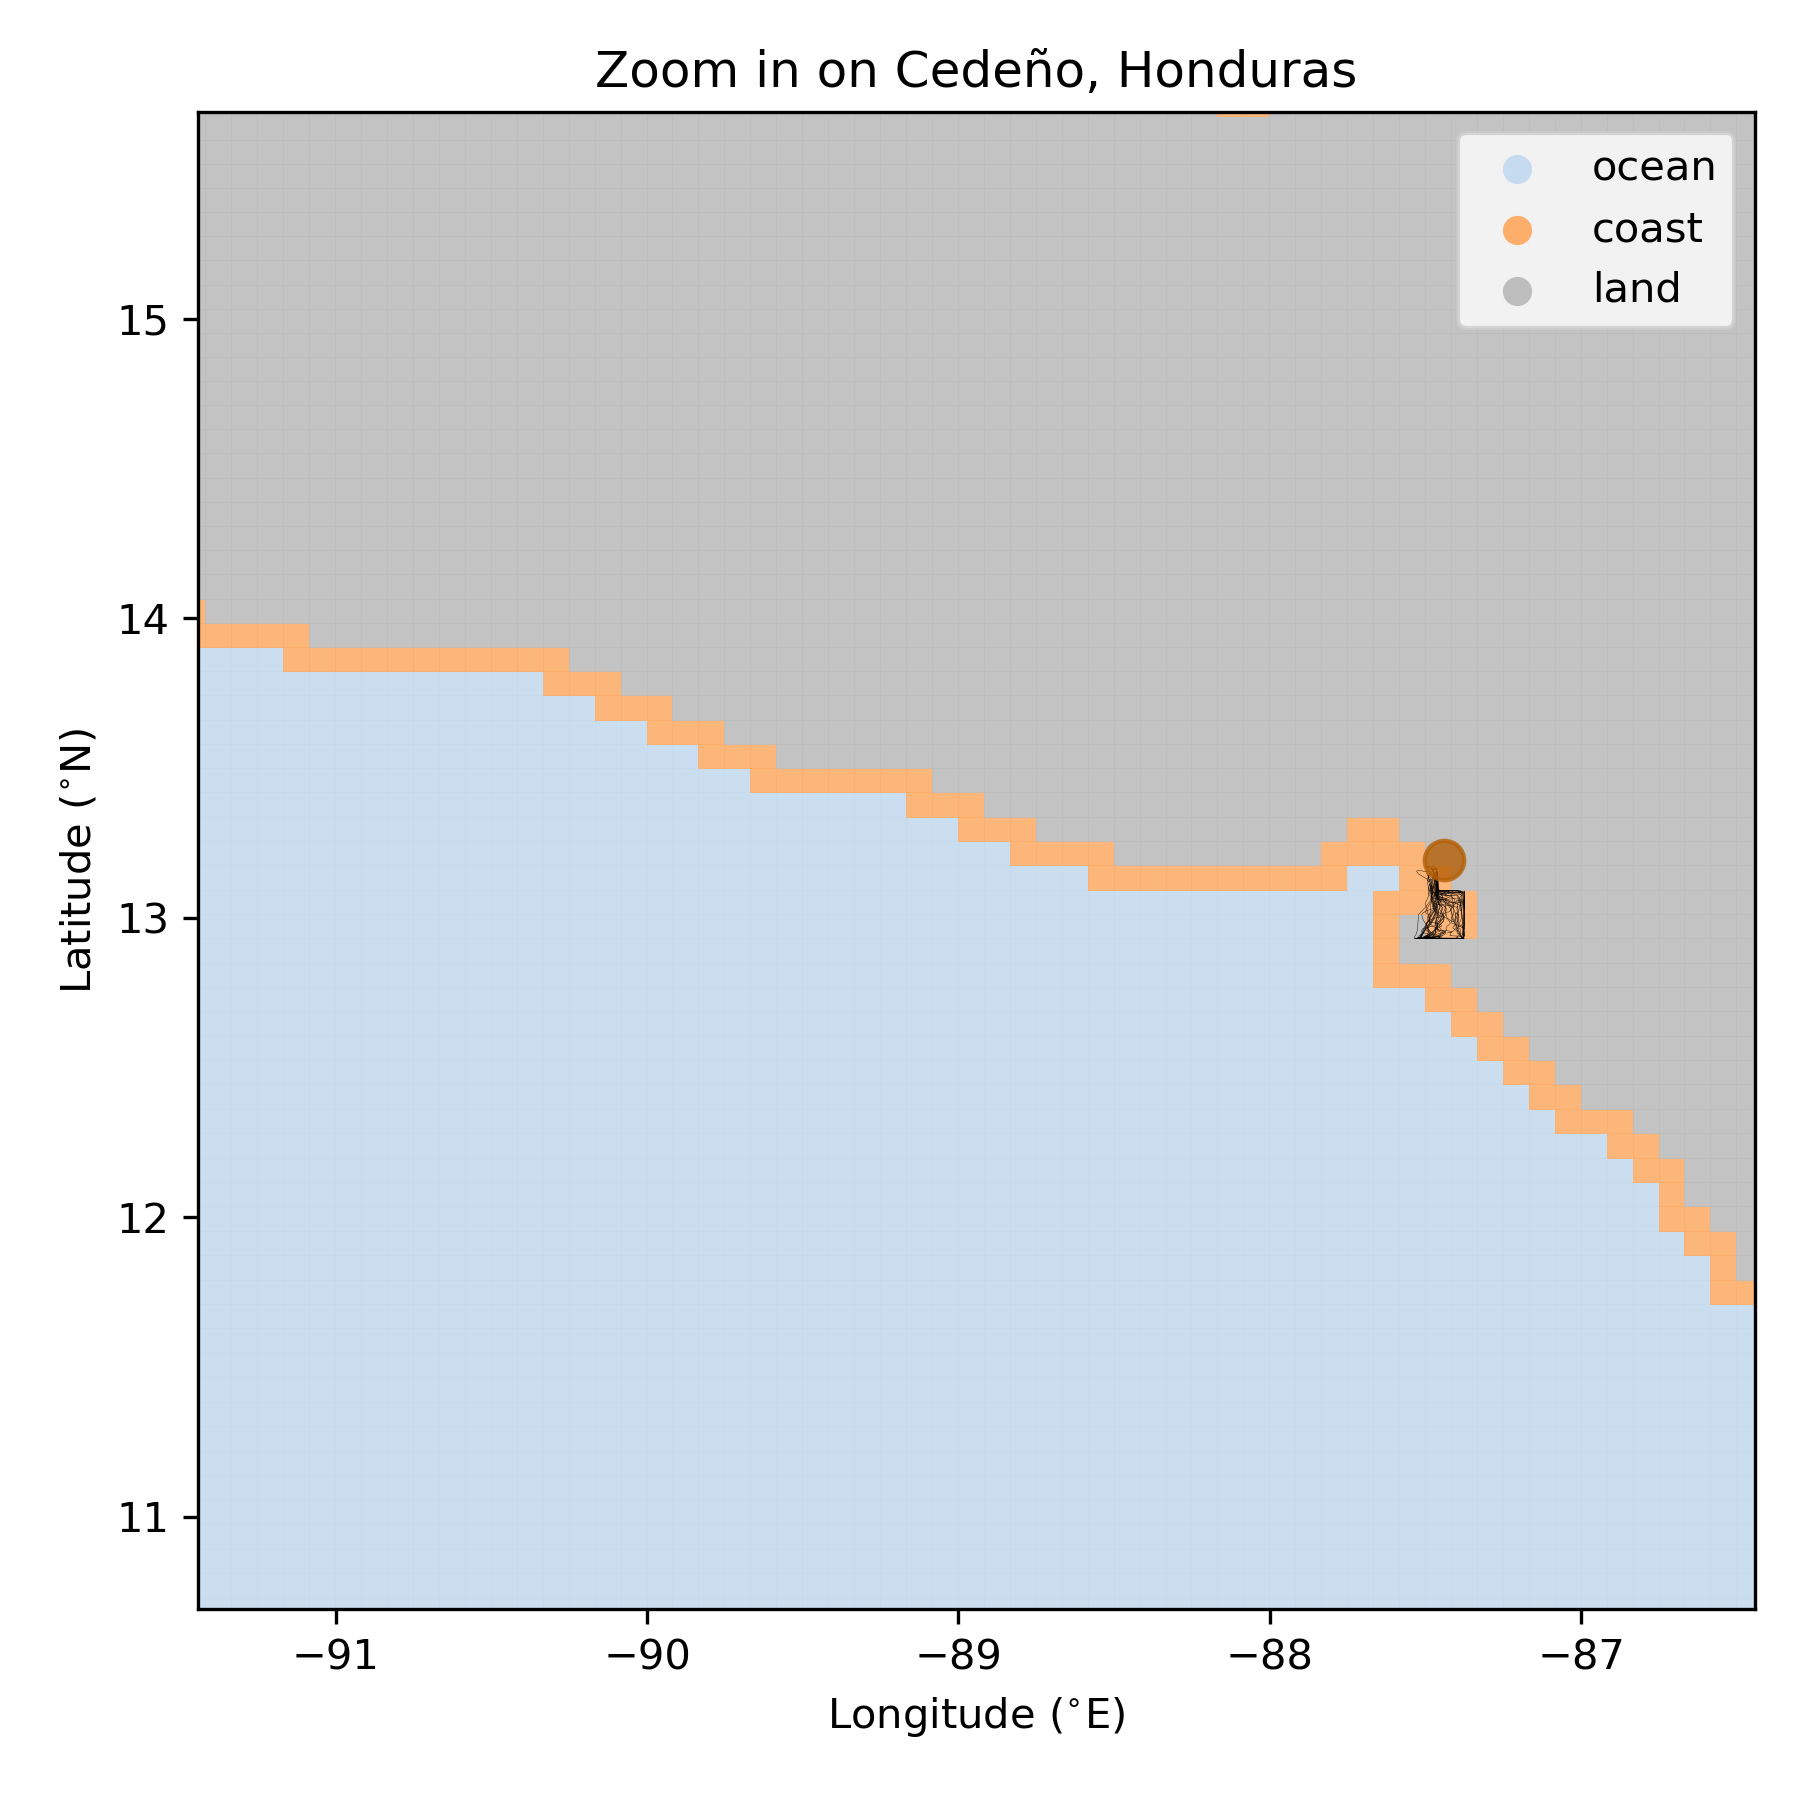 Zoom in on Cedeño, Honduras
ocean
coast
land
15
14
13
12
11
Latitude (°N)
−91
−90
−89
−88
−87
Longitude (°E)